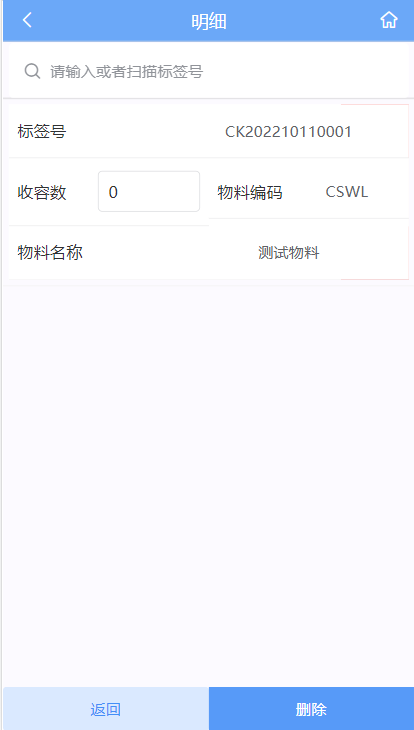 明细
请输入或者扫描标签号
标签号 CK202210110001
收容数 0 物料编码 CSWL
物料名称 测试物料
返回 删除